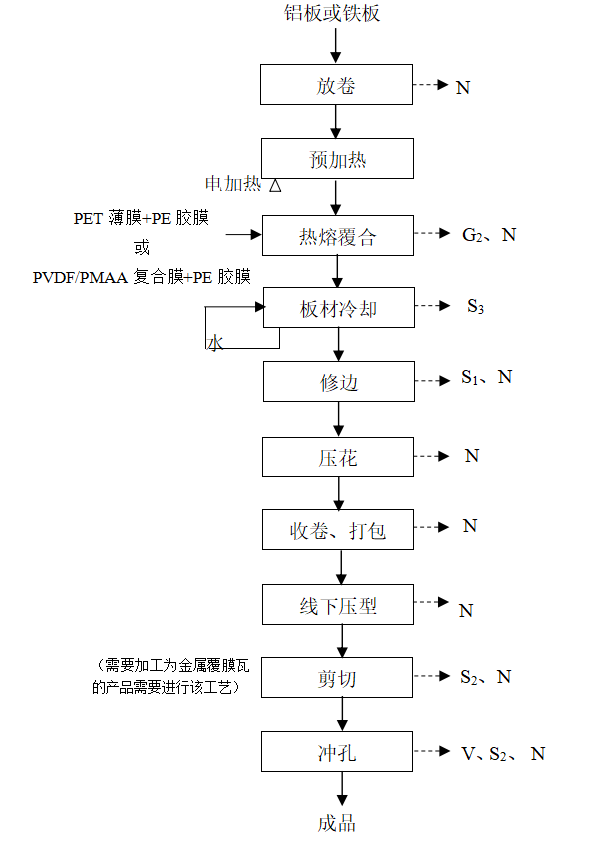 铝板或铁板
放卷
N
预加热
电加热 △
PET 薄膜+PE 胶膜
或
PVDF/PMAA 复合膜+PE 胶膜
热熔覆合
G2、N
板材冷却
S3
水
修边
S1、N
压花
N
收卷、打包
N
线下压型
N
（需要加工为金属覆膜瓦
的产品需要进行该工艺）
剪切
S2、N
冲孔
V、S2、 N
成品